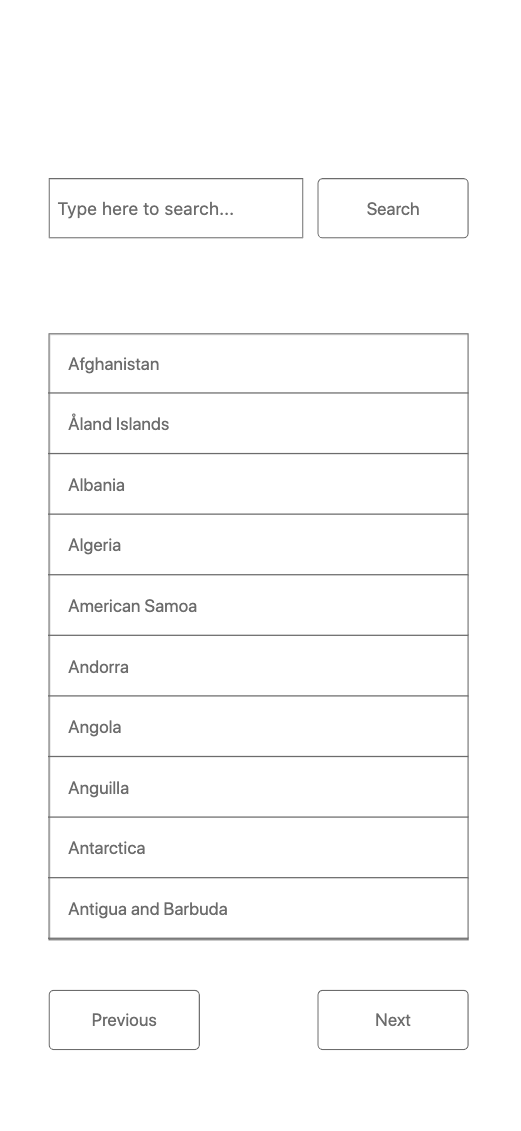 Type here to search...
Search
Afghanistan
Åland Islands
Albania
Algeria
American Samoa
Andorra
Angola
Anguilla
Antarctica
Antigua and Barbuda
Previous
Next